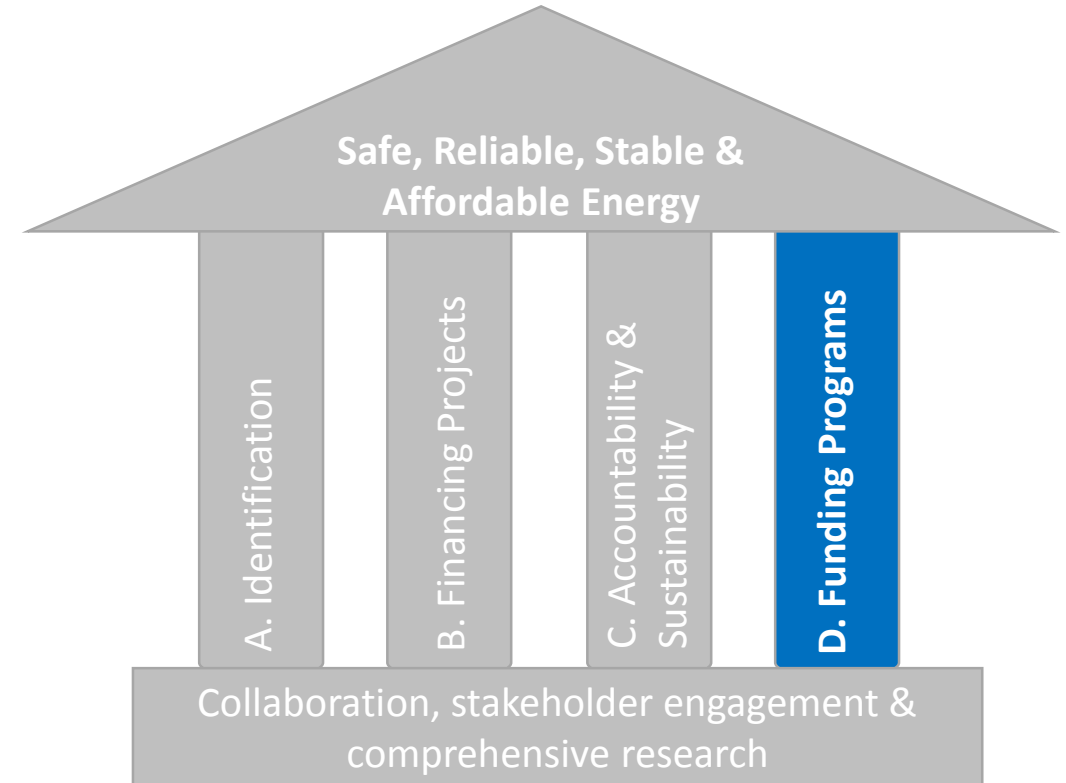 Safe, Reliable, Stable &
Affordable Energy
A. Identification
B. Financing Projects
C. Accountability &
Sustainability
D. Funding Programs
Collaboration, stakeholder engagement &
comprehensive research